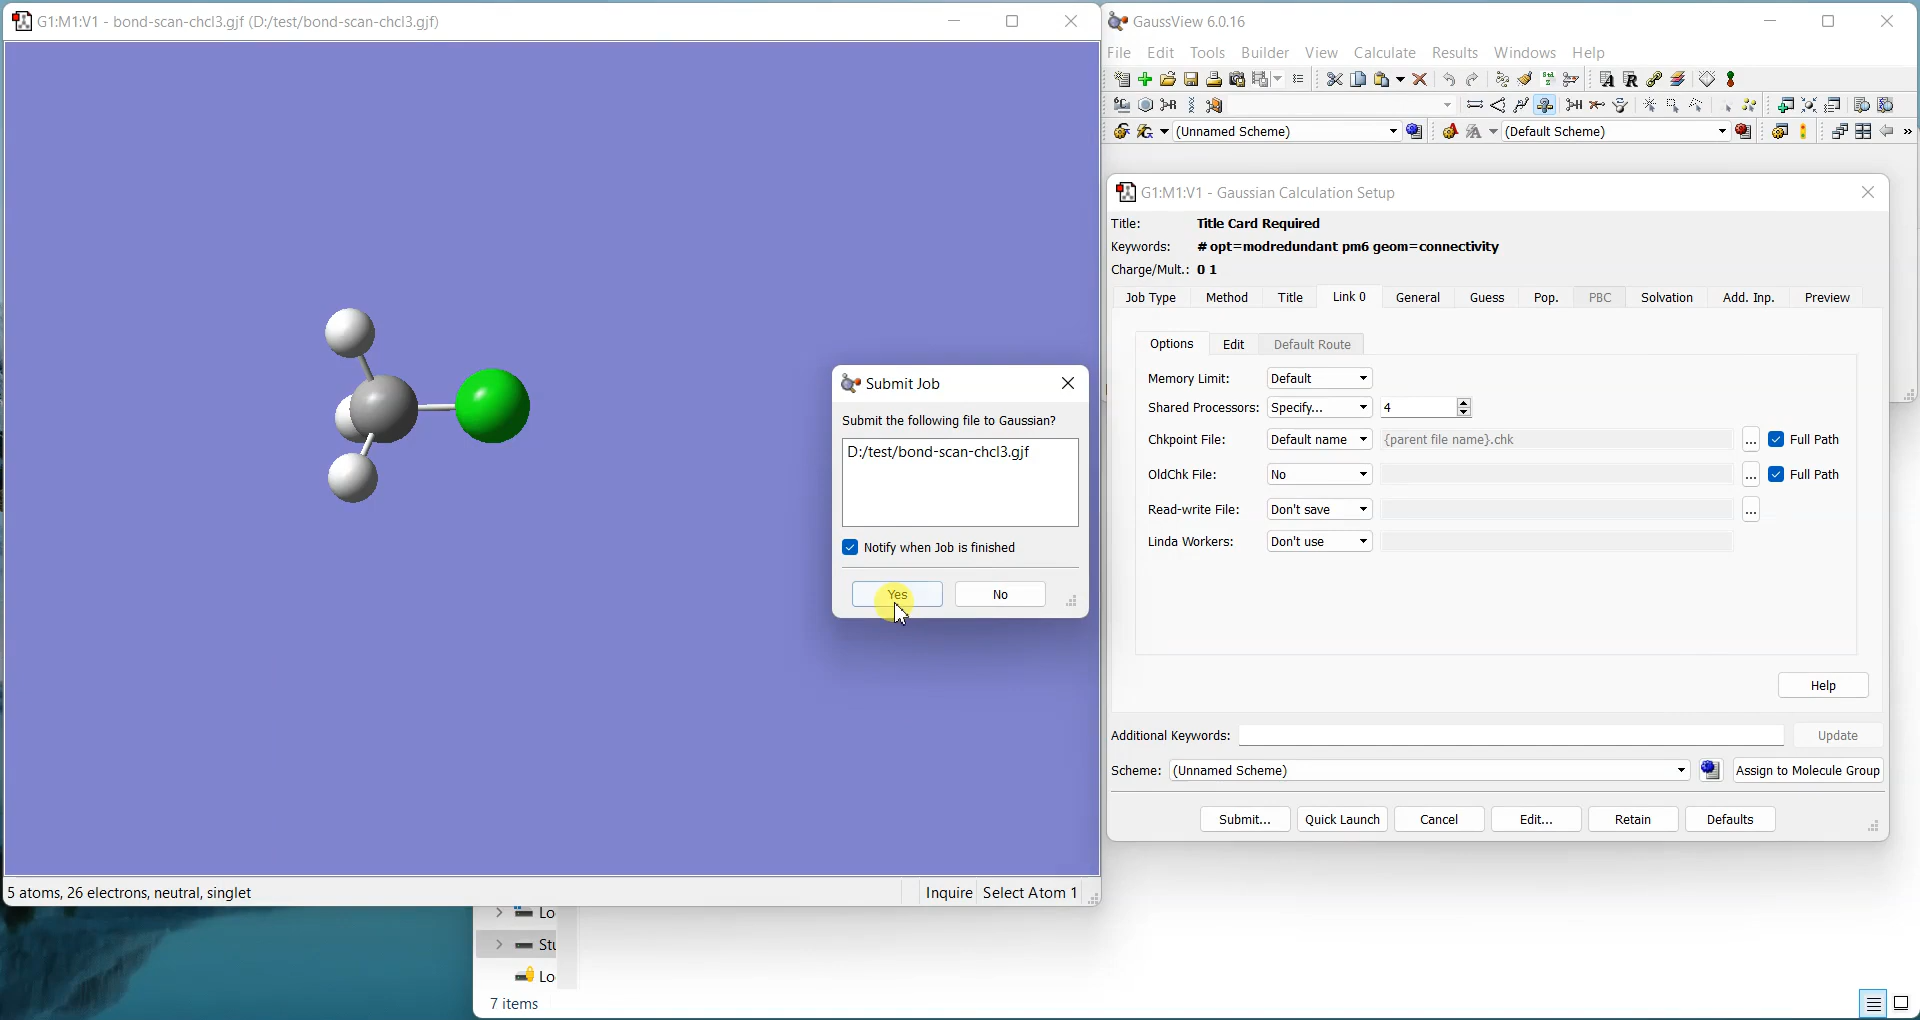 G1:M1:V1 - bond-scan-chcl3.gjf (D:/test/bond-scan-chcl3.gjf)
GaussView 6.0.16
File Edit Tools Builder View Calculate Results Windows Help
(Unnamed Scheme)
(Default Scheme)
G1:M1:V1 - Gaussian Calculation Setup
Title: Title Card Required
Keywords: # opt=modredundant pm6 geom=connectivity
Charge/Mult.: 0 1
Job Type Method Title Link 0 General Guess Pop. PBC Solvation Add. Inp. Preview
Options Edit Default Route
Memory Limit: Default
Shared Processors: Specify... 4
Chkpoint File: Default name {parent file name}.chk ... Full Path
OldChk File: No ... Full Path
Read-write File: Don't save ...
Linda Workers: Don't use
Help
Additional Keywords: Update
Scheme: (Unnamed Scheme) Assign to Molecule Group
Submit... Quick Launch Cancel Edit... Retain Defaults
Submit Job
Submit the following file to Gaussian?
D:/test/bond-scan-chcl3.gjf
Notify when Job is finished
Yes No
5 atoms, 26 electrons, neutral, singlet
Inquire Select Atom 1
Lo
Stu
Lo
7 items